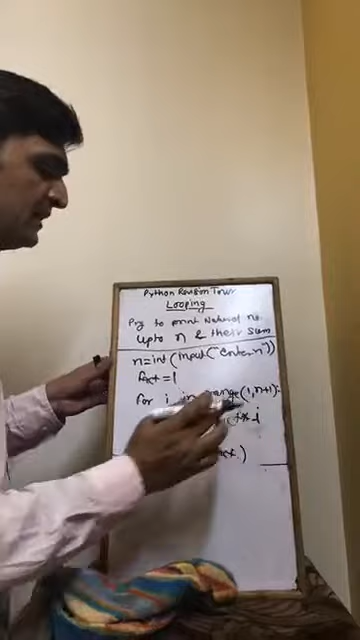 Python Revision Tour
Looping
Prg to print Natural no.
upto n & their sum
n=int(input("Enter n"))
fact=1
for i in range(1,n+1):
i
)